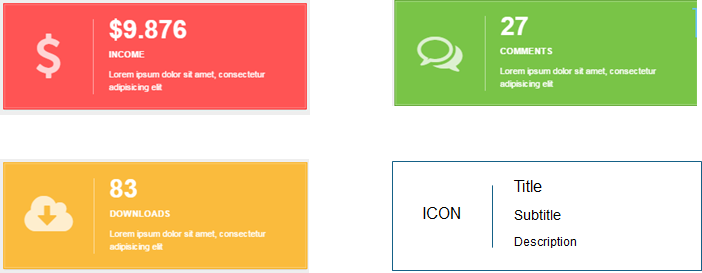 $9.876
INCOME
Lorem ipsum dolor sit amet, consectetur
adipisicing elit
27
COMMENTS
Lorem ipsum dolor sit amet, consectetur
adipisicing elit
83
DOWNLOADS
Lorem ipsum dolor sit amet, consectetur
adipisicing elit
ICON
Title
Subtitle
Description